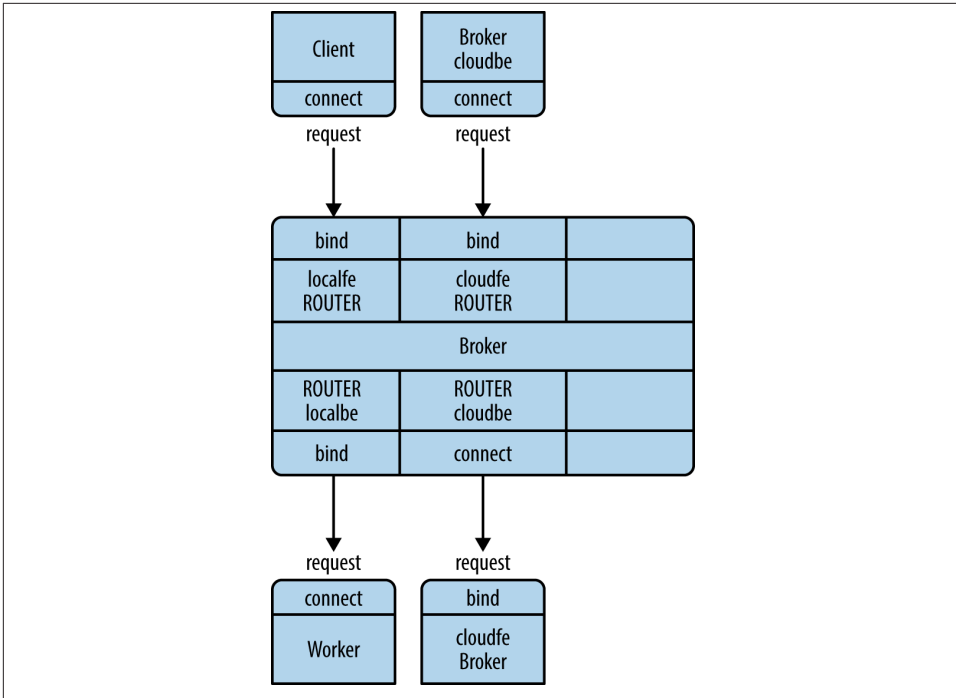 Client
Broker
cloudbe
connect
connect
request
request
bind
bind
localfe
ROUTER
cloudfe
ROUTER
Broker
ROUTER
localbe
ROUTER
cloudbe
bind
connect
request
request
connect
bind
Worker
cloudfe
Broker